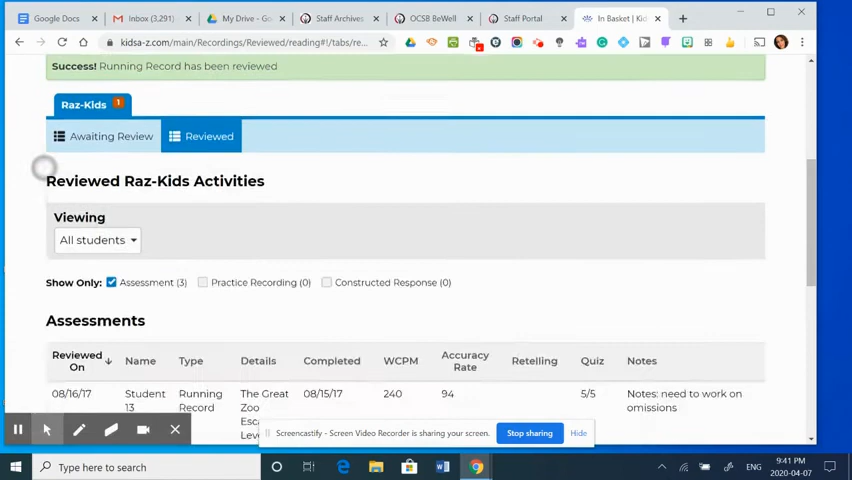 Google Docs
Inbox (3,291)
My Drive - Go
Staff Archives
OCSB BeWell
Staff Portal
In Basket | Kid
kidsa-z.com/main/Recordings/Reviewed/reading#!/tabs/re...
Success! Running Record has been reviewed
Raz-Kids 1
Awaiting Review
Reviewed
Reviewed Raz-Kids Activities
Viewing
All students
Show Only: Assessment (3) Practice Recording (0) Constructed Response (0)
Assessments
Reviewed On Name Type Details Completed WCPM Accuracy Rate Retelling Quiz Notes
08/16/17 Student Running The Great 08/15/17 240 94 5/5 Notes: need to work on
13 Record Zoo omissions
Esc
Leve
Screencastify - Screen Video Recorder is sharing your screen. Stop sharing Hide
Type here to search
ENG
9:41 PM
2020-04-07